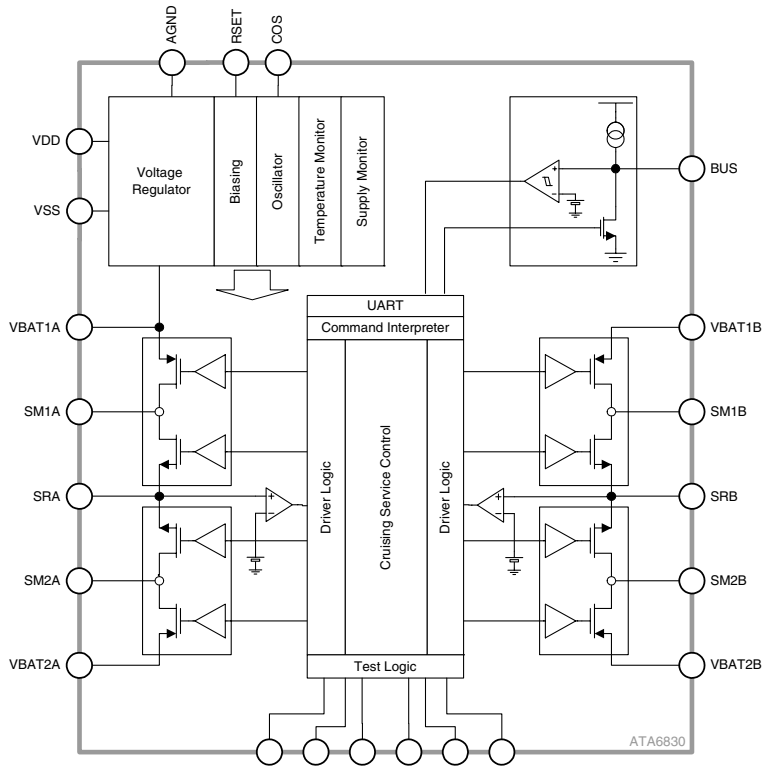 AGND
RSET
COS
VDD
Voltage
Regulator
Biasing
Oscillator
Temperature Monitor
Supply Monitor
+
-
BUS
VSS
UART
Command Interpreter
VBAT1A
VBAT1B
SM1A
SM1B
Driver Logic
Cruising Service Control
Driver Logic
SRA
+
-
+
-
SRB
SM2A
SM2B
VBAT2A
Test Logic
VBAT2B
ATA6830